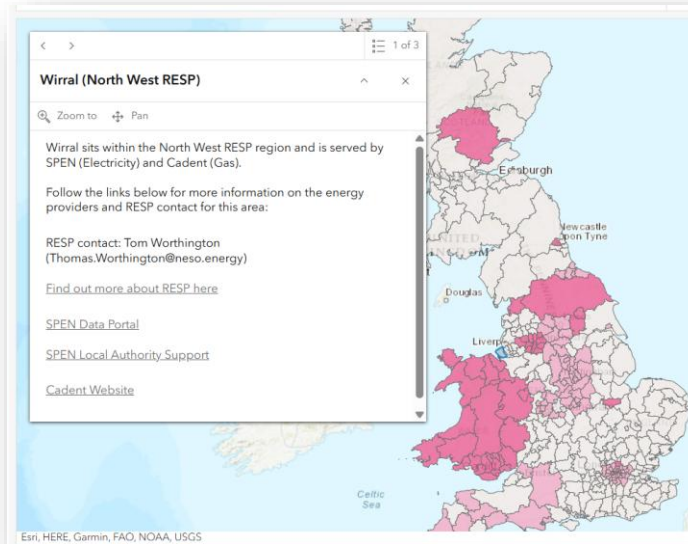 1 of 3
Wirral (North West RESP)
Zoom to Pan
Wirral sits within the North West RESP region and is served by
SPEN (Electricity) and Cadent (Gas).
Follow the links below for more information on the energy
providers and RESP contact for this area:
RESP contact: Tom Worthington
(Thomas.Worthington@neso.energy)
Find out more about RESP here
SPEN Data Portal
SPEN Local Authority Support
Cadent Website
Edinburgh
Newcastle
upon Tyne
UNITED
Douglas
Liverp
Celtic
Sea
Esri, HERE, Garmin, FAO, NOAA, USGS